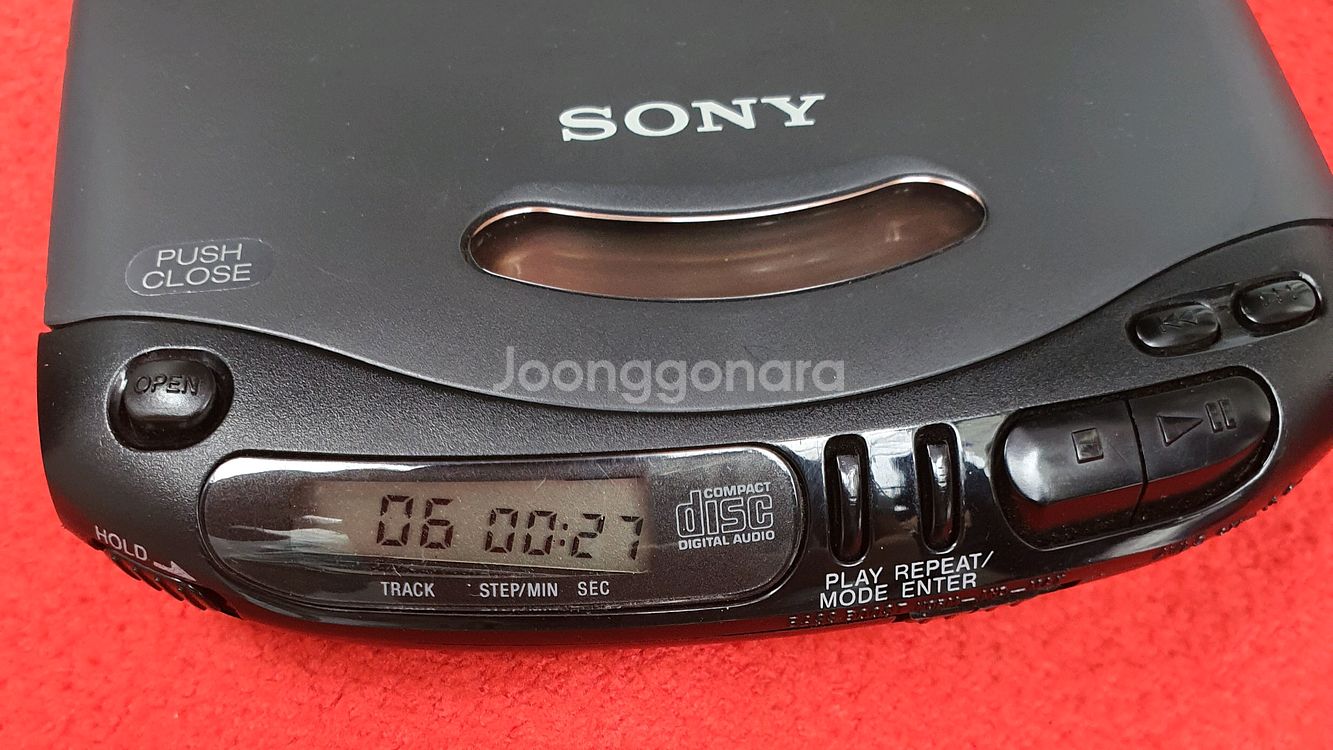 SONY
PUSH
CLOSE
Joonggonara
OPEN
06 00:27
COMPACT
disc
DIGITAL AUDIO
TRACK STEP/MIN SEC
HOLD
PLAY REPEAT/
MODE ENTER